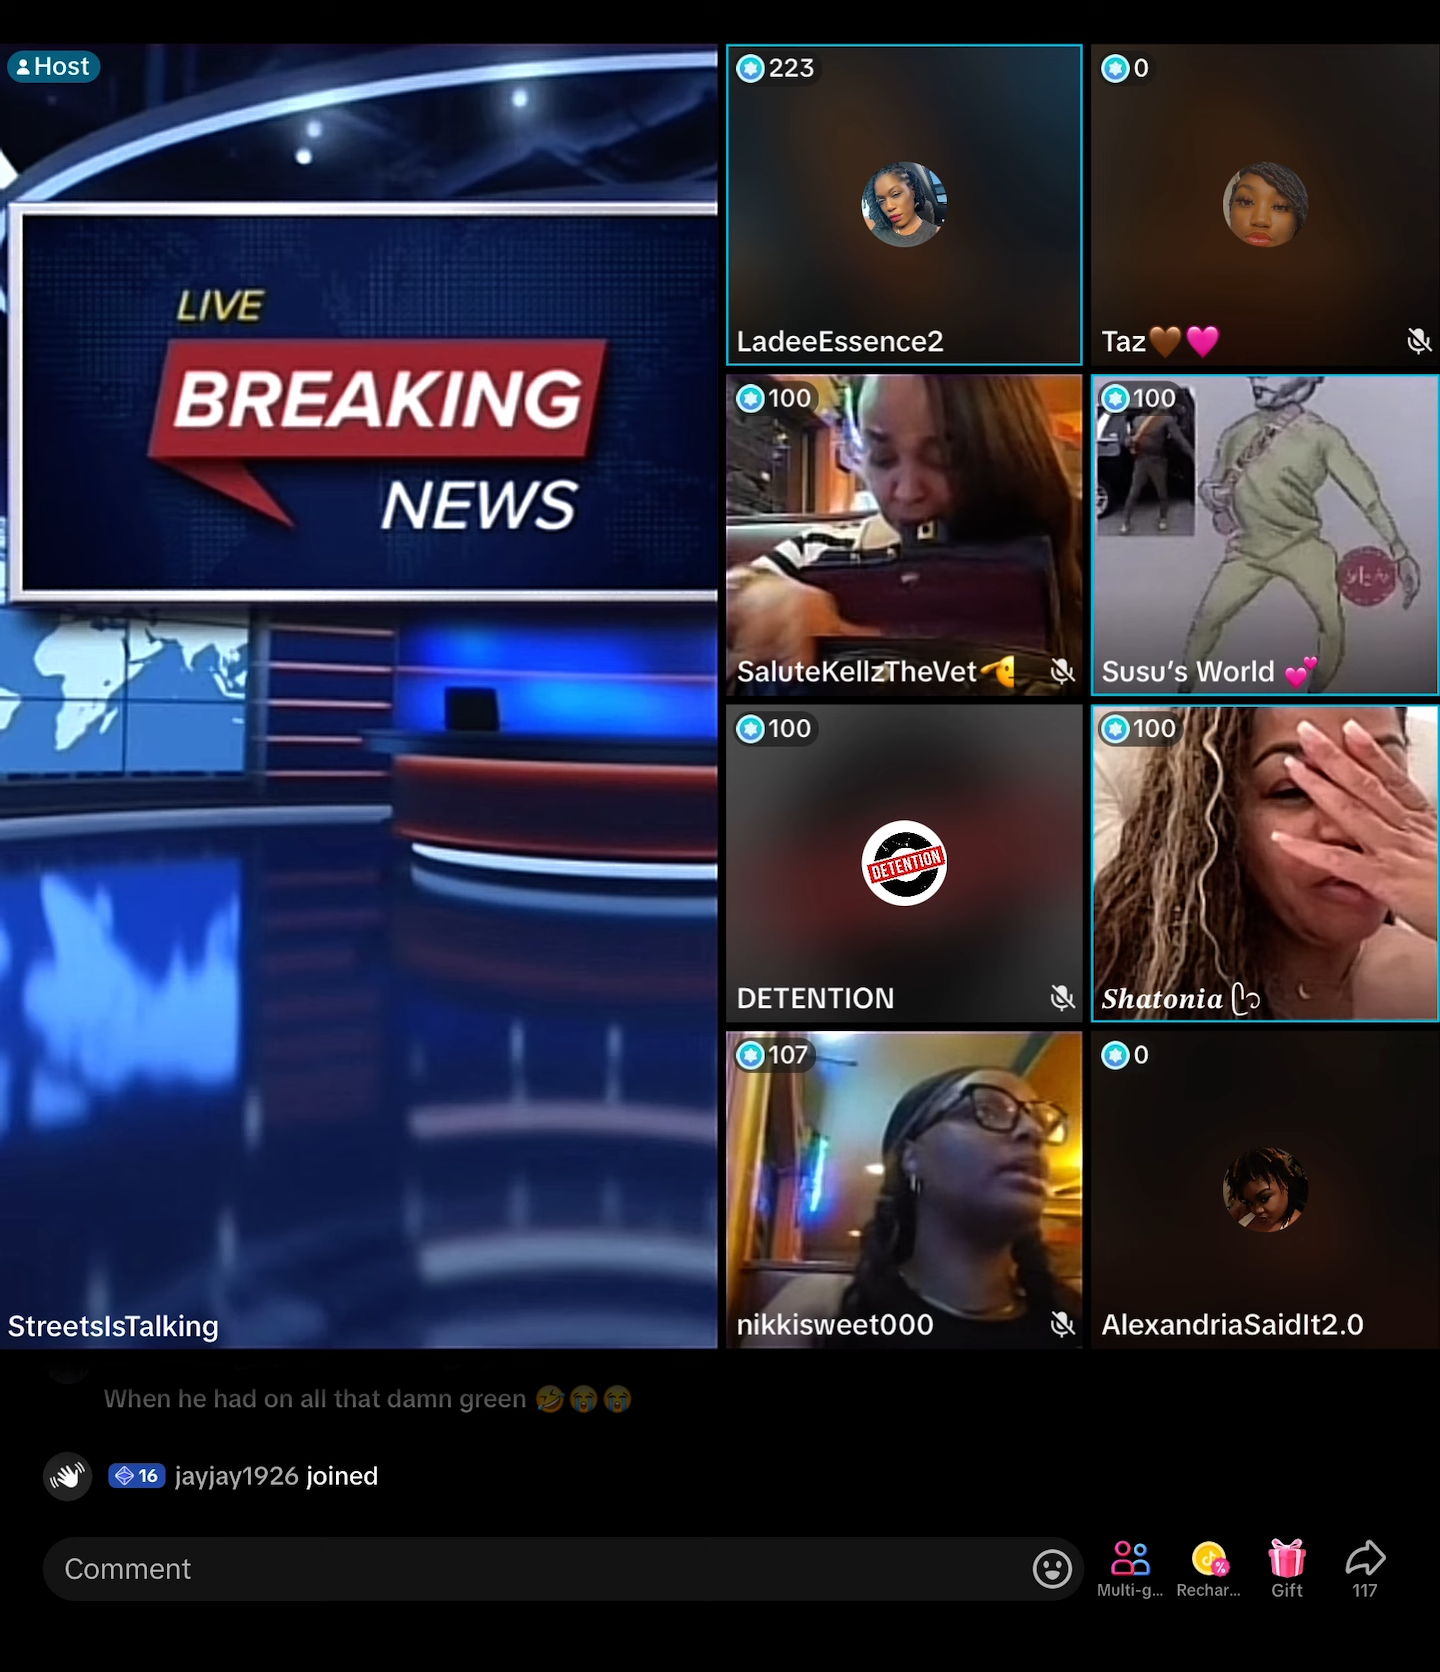 Host
LIVE
BREAKING
NEWS
StreetsIsTalking
223
LadeeEssence2
0
Taz🤎🩷
100
SaluteKellzTheVet
100
Susu's World 💕
100
DETENTION
DETENTION
100
Shatonia
107
nikkisweet000
0
AlexandriaSaidIt2.0
When he had on all that damn green 🤣😭😭
16 jayjay1926 joined
Comment
Multi-g...
Rechar...
Gift
117